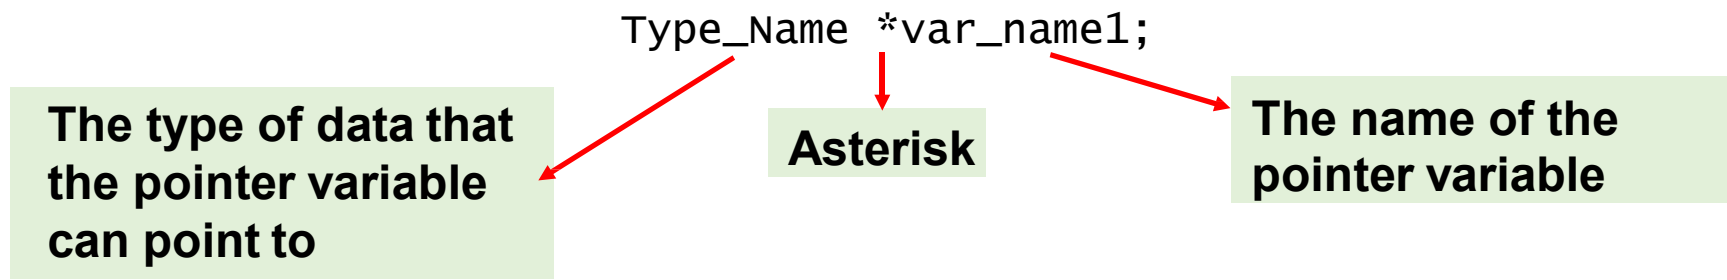 Type_Name *var_name1;
The type of data that
the pointer variable
can point to
Asterisk
The name of the
pointer variable